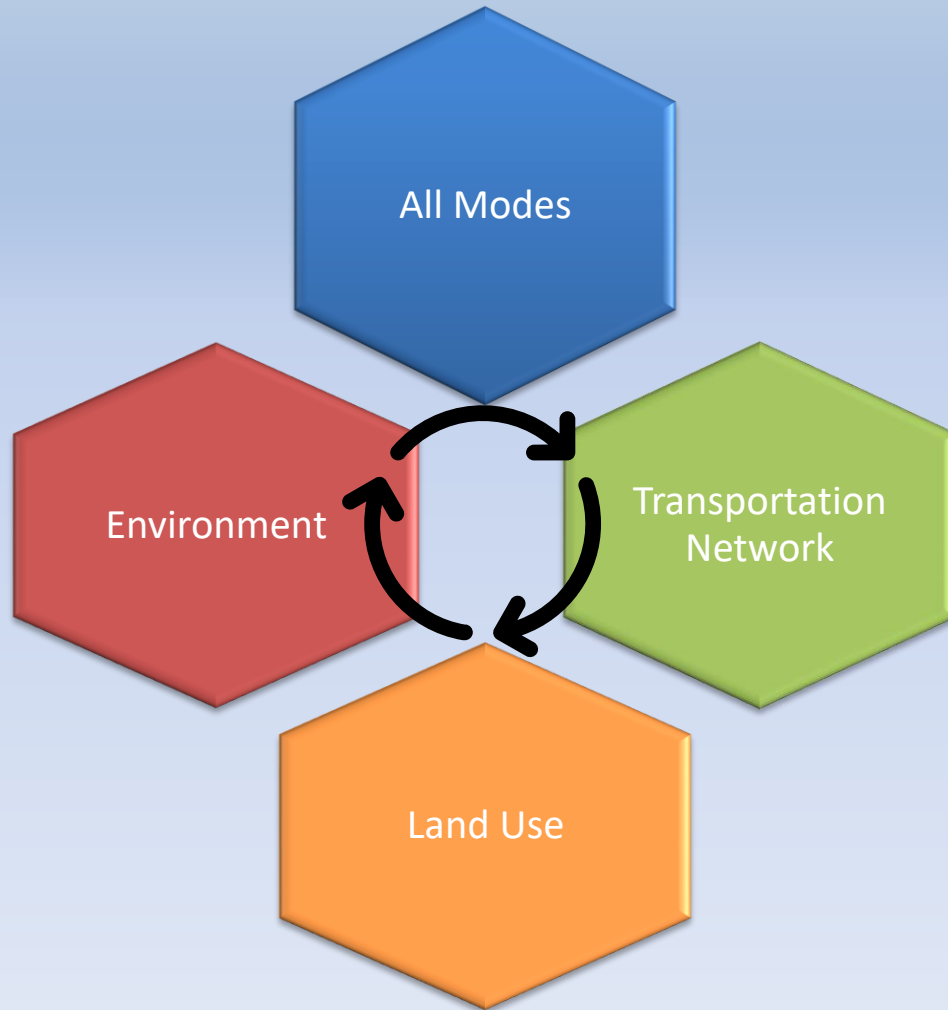 All Modes
Environment
Transportation
Network
Land Use